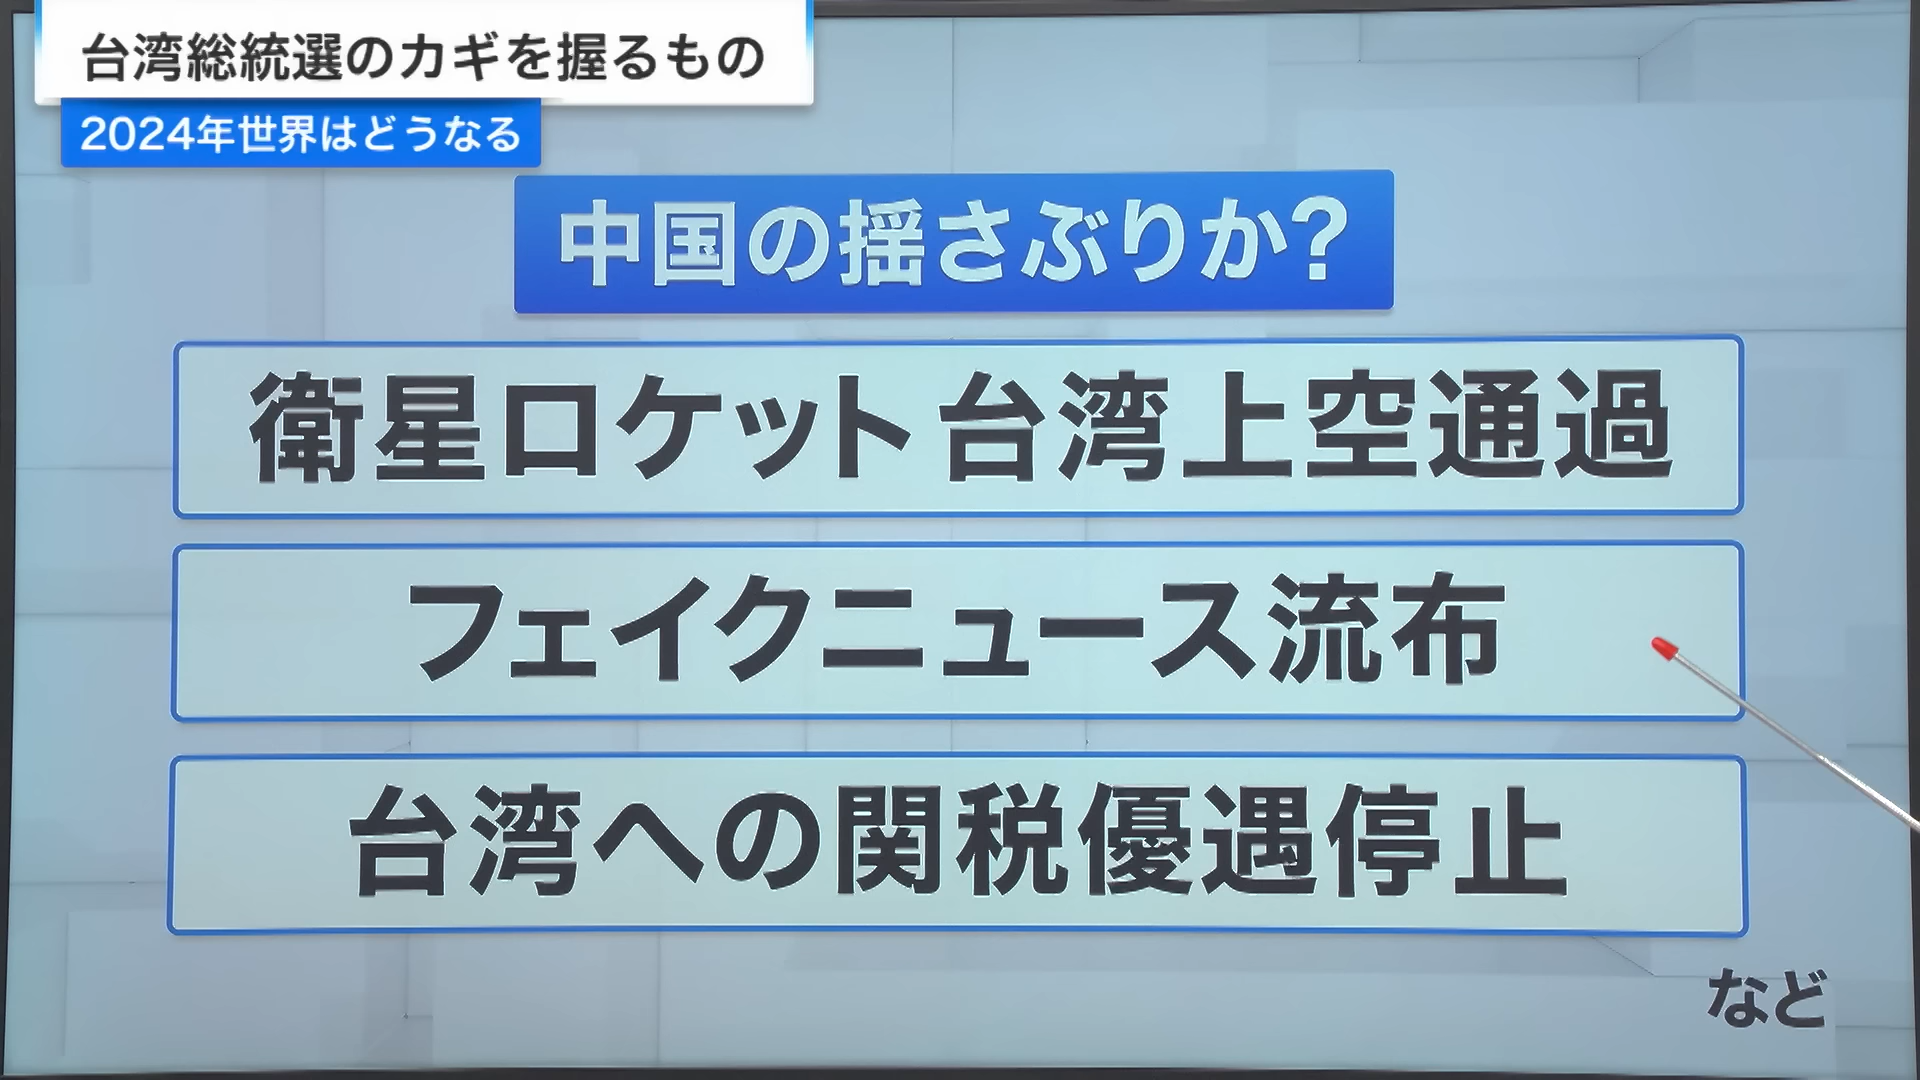 台湾総統選のカギを握るもの
2024年世界はどうなる
中国の揺さぶりか?
衛星ロケット 台湾上空通過
フェイクニュース流布
台湾への関税優遇停止
など